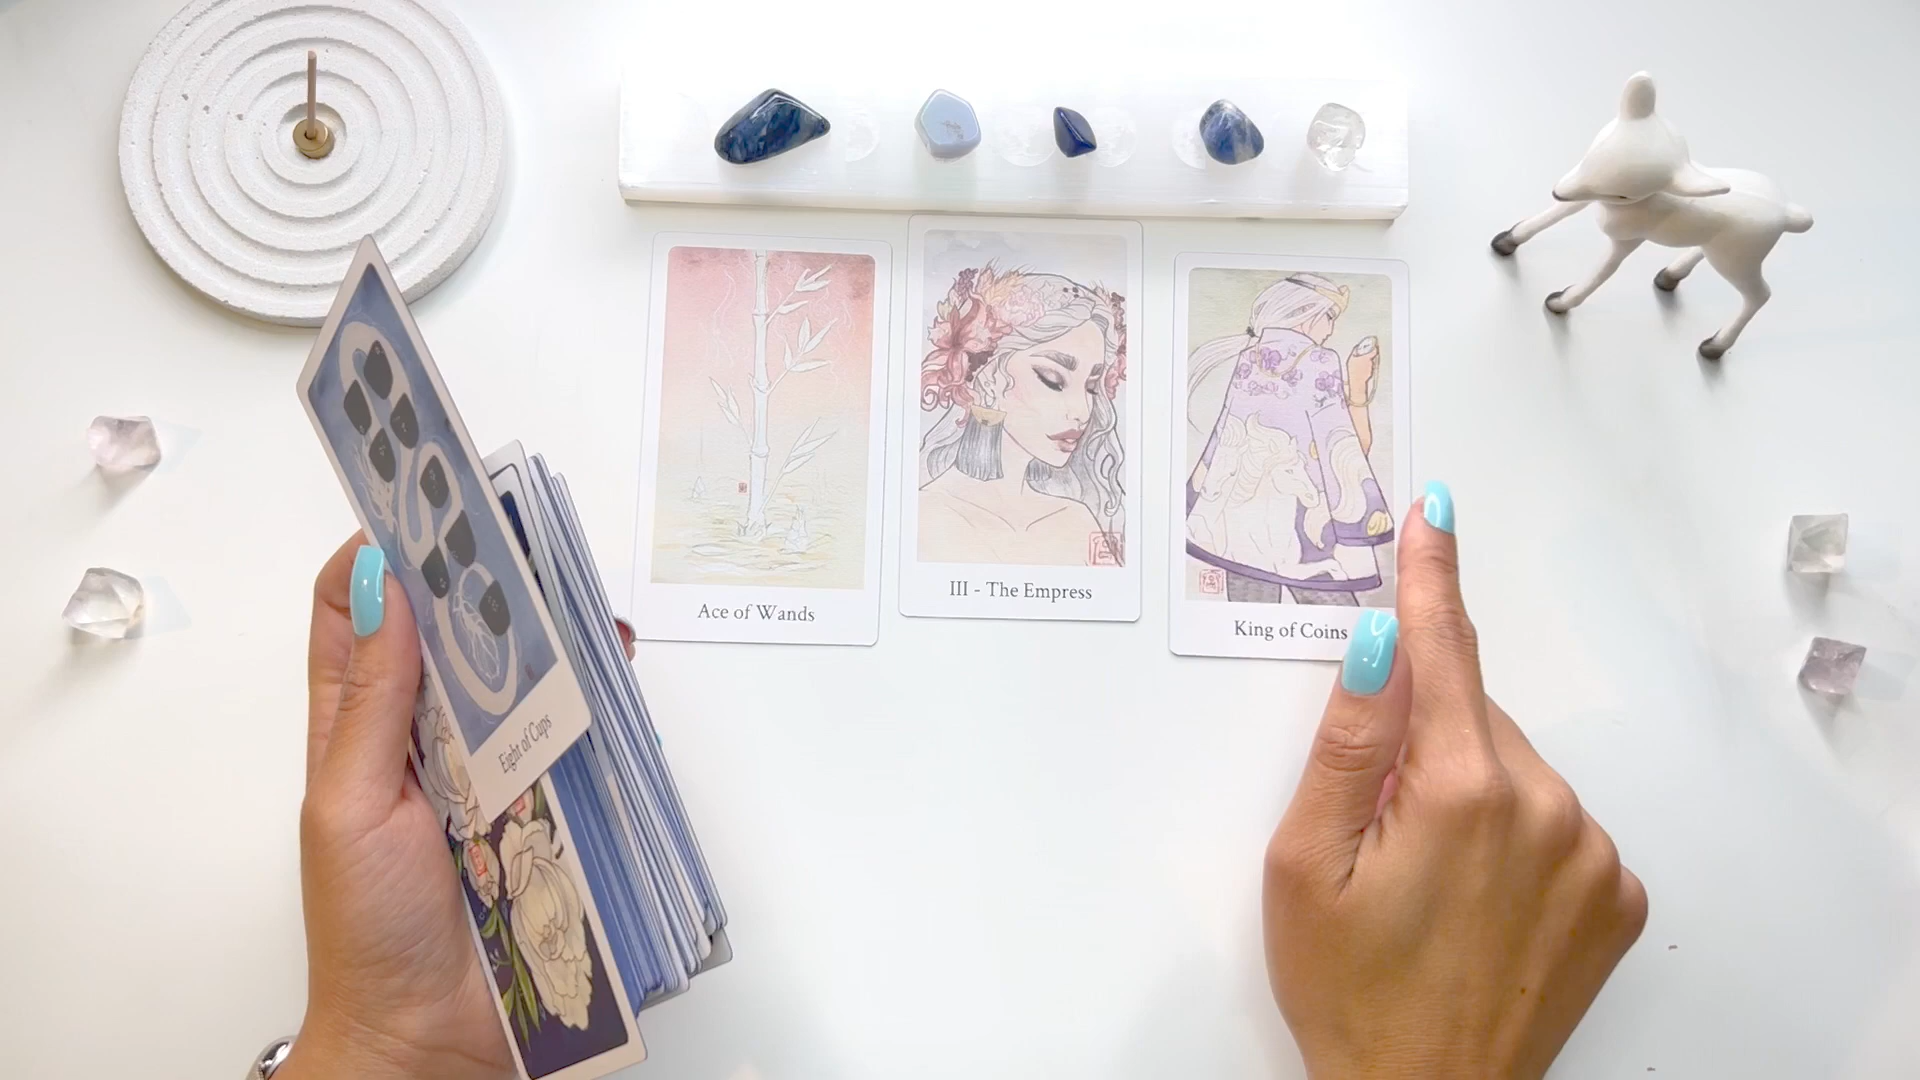 Ace of Wands
III - The Empress
King of Coins
Eight of Cups